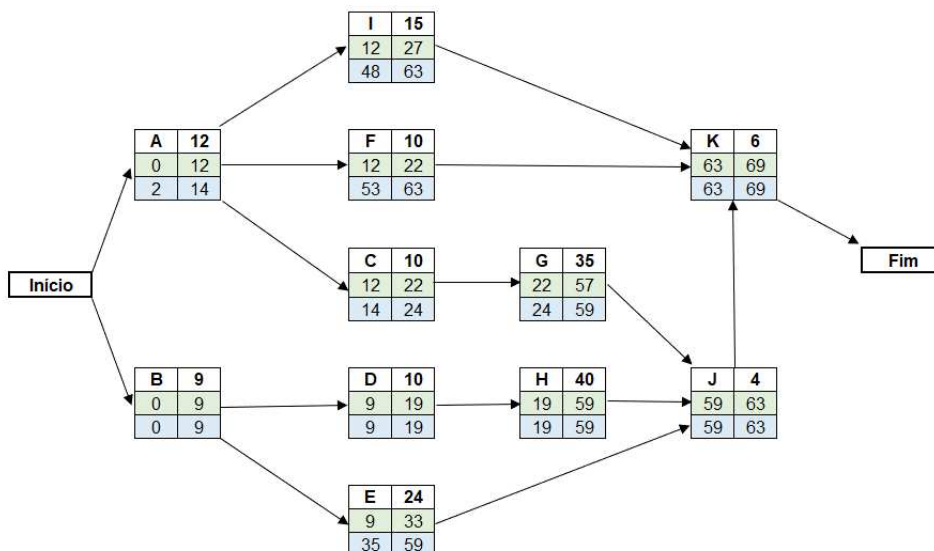 I 15
12 27
48 63
A 12
0 12
2 14
F 10
12 22
53 63
K 6
63 69
63 69
C 10
12 22
14 24
G 35
22 57
24 59
Início
Fim
B 9
0 9
0 9
D 10
9 19
9 19
H 40
19 59
19 59
J 4
59 63
59 63
E 24
9 33
35 59